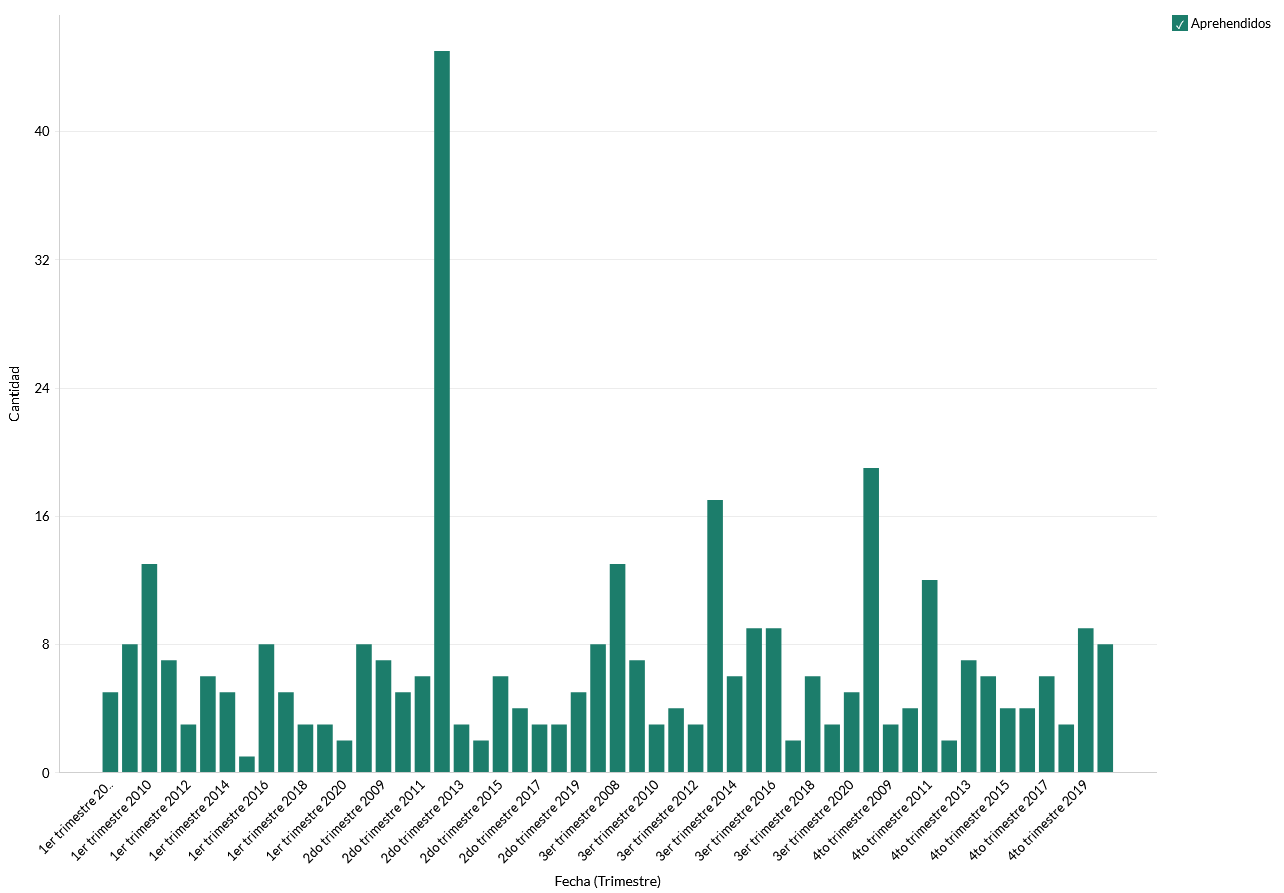 Aprehendidos
Cantidad
40
32
24
16
8
0
1er trimestre 20..
1er trimestre 2010
1er trimestre 2012
1er trimestre 2014
1er trimestre 2016
1er trimestre 2018
1er trimestre 2020
2do trimestre 2009
2do trimestre 2011
2do trimestre 2013
2do trimestre 2015
2do trimestre 2017
2do trimestre 2019
3er trimestre 2008
3er trimestre 2010
3er trimestre 2012
3er trimestre 2014
3er trimestre 2016
3er trimestre 2018
3er trimestre 2020
4to trimestre 2009
4to trimestre 2011
4to trimestre 2013
4to trimestre 2015
4to trimestre 2017
4to trimestre 2019
Fecha (Trimestre)